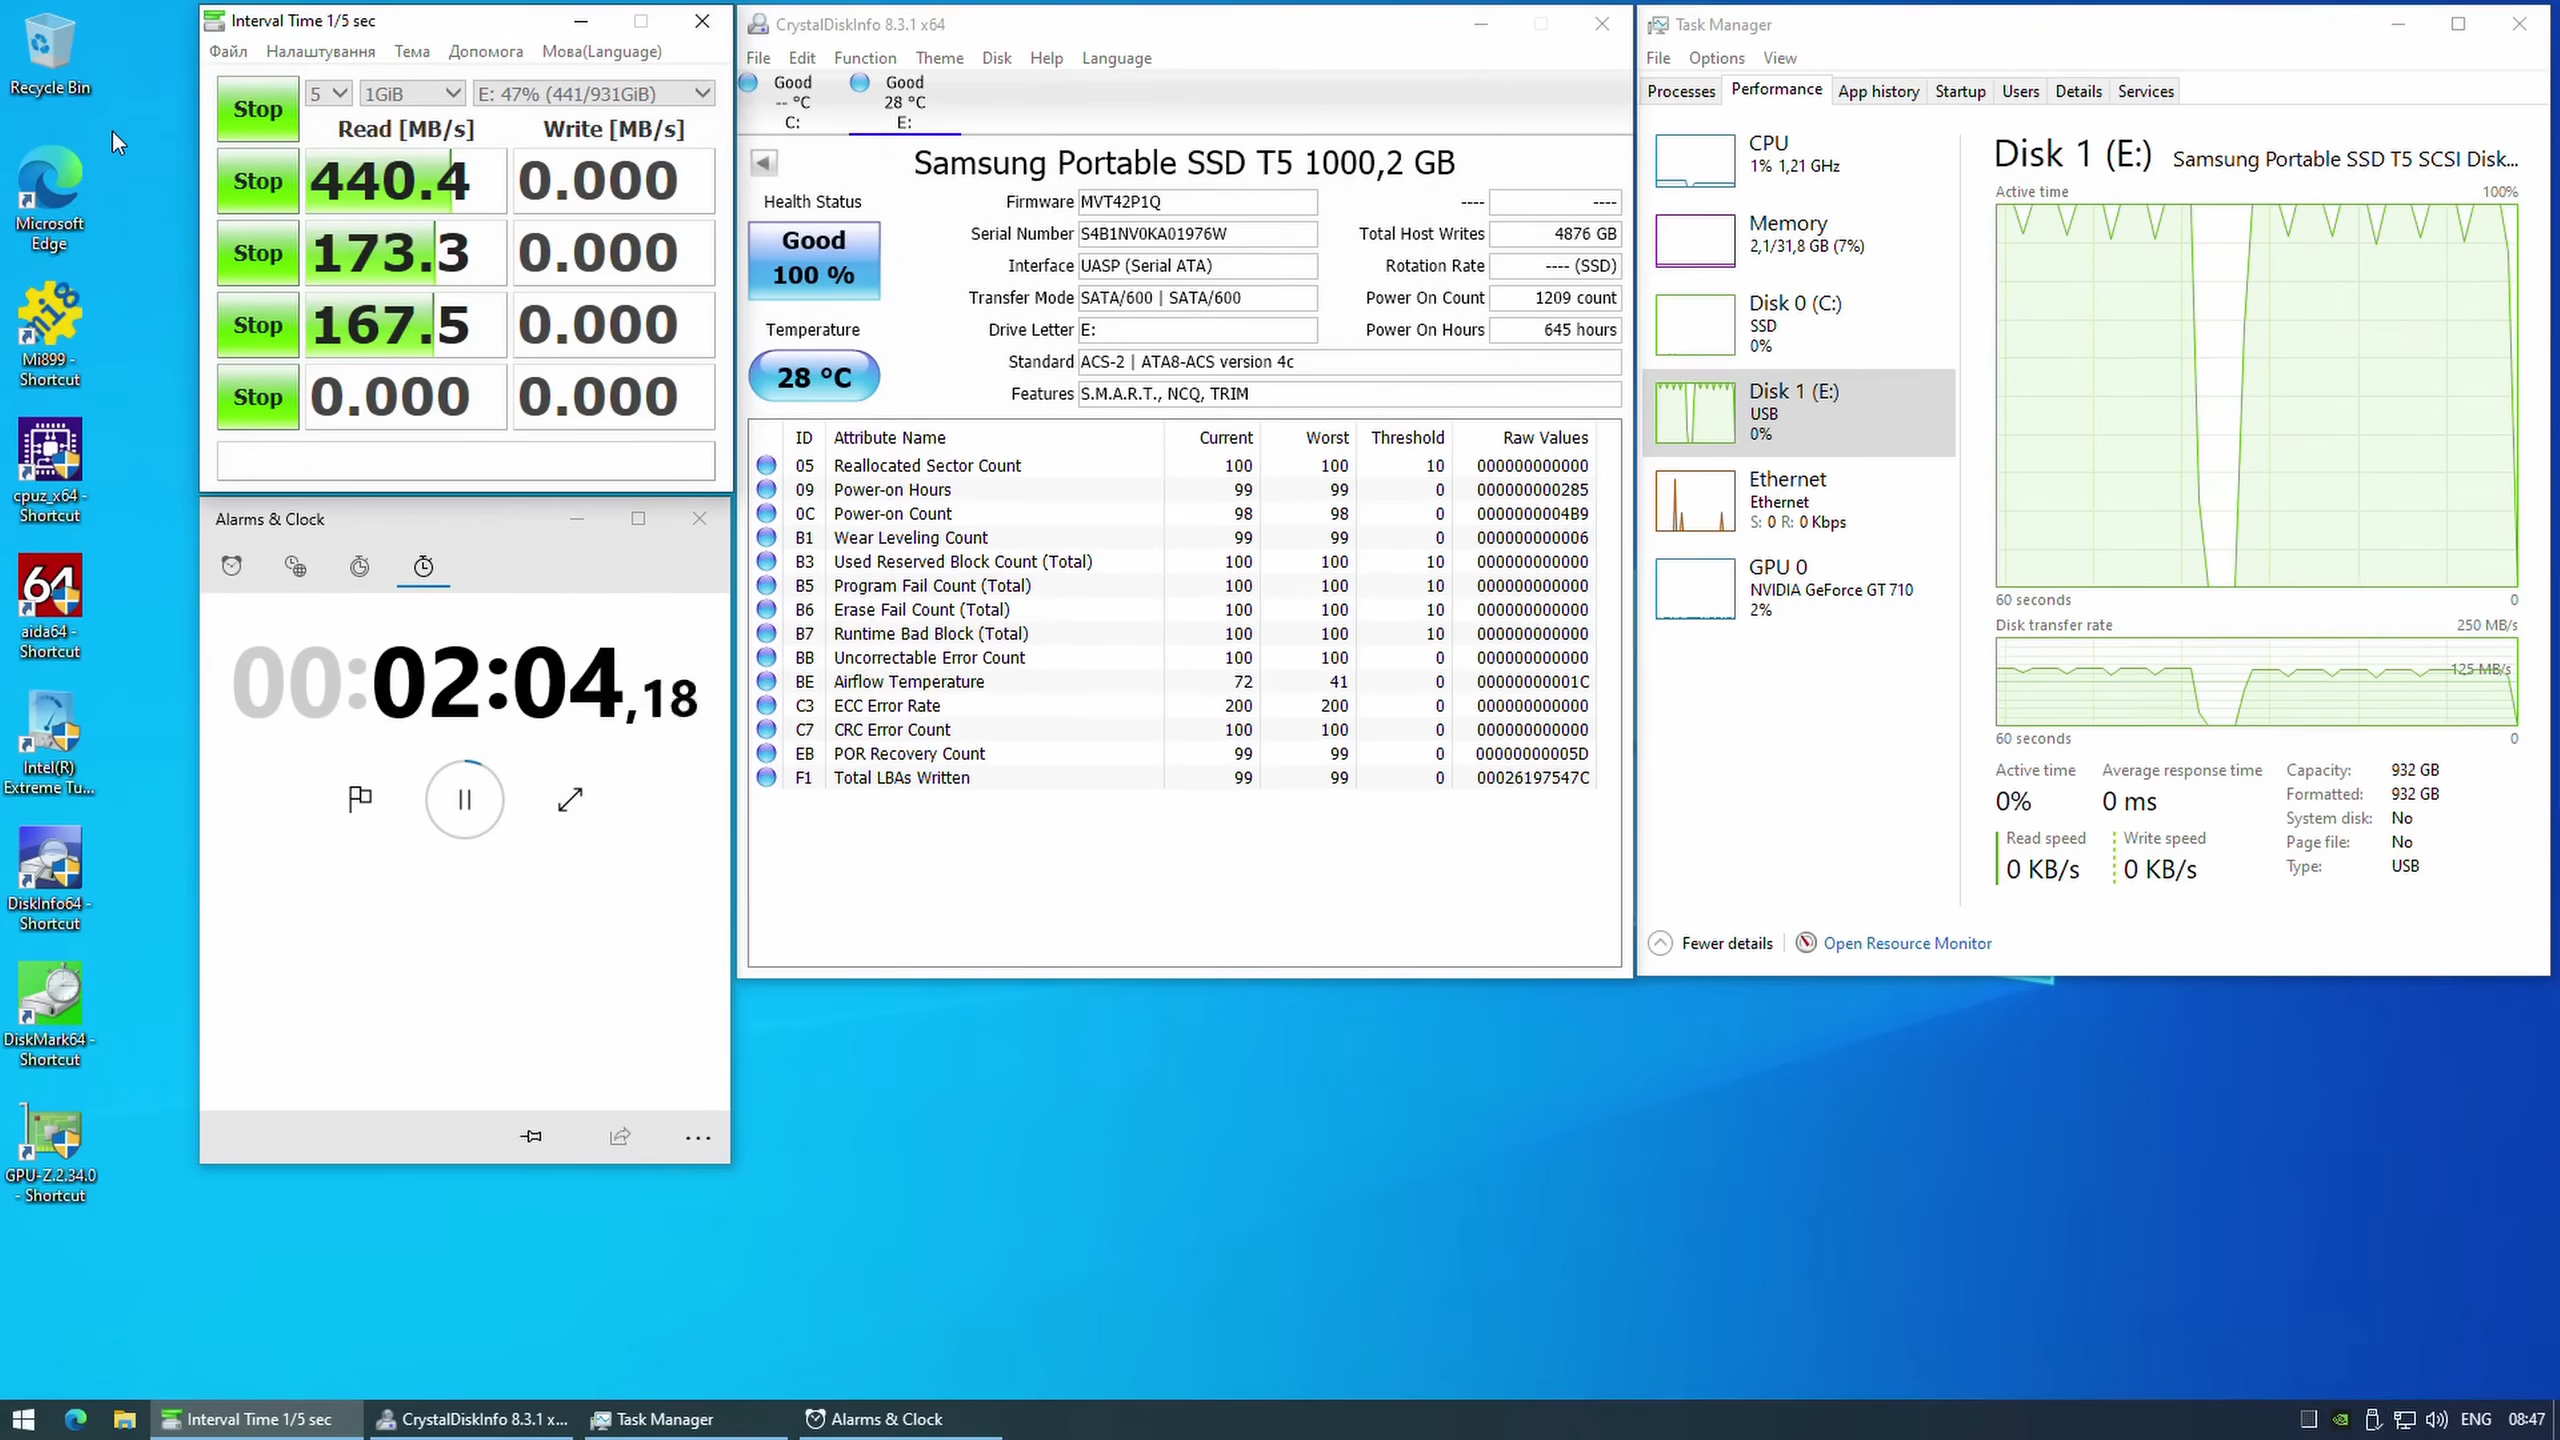 Recycle Bin
Microsoft
Edge
Mi899 -
Shortcut
cpuz_x64 -
Shortcut
64
aida64 -
Shortcut
Intel(R)
Extreme Tu...
DiskInfo64 -
Shortcut
DiskMark64 -
Shortcut
GPU-Z.2.34.0
- Shortcut
Interval Time 1/5 sec
Файл Налаштування Тема Допомога Мова(Language)
Stop 5 1GiB E: 47% (441/931GiB)
Read [MB/s] Write [MB/s]
Stop 440.4 0.000
Stop 173.3 0.000
Stop 167.5 0.000
Stop 0.000 0.000
Alarms & Clock
00:02:04,18
CrystalDiskInfo 8.3.1 x64
File Edit Function Theme Disk Help Language
Good Good
-- °C 28 °C
C: E:
Samsung Portable SSD T5 1000,2 GB
Health Status
Good
100 %
Temperature
28 °C
Firmware MVT42P1Q ---- ----
Serial Number S4B1NV0KA01976W Total Host Writes 4876 GB
Interface UASP (Serial ATA) Rotation Rate ---- (SSD)
Transfer Mode SATA/600 | SATA/600 Power On Count 1209 count
Drive Letter E: Power On Hours 645 hours
Standard ACS-2 | ATA8-ACS version 4c
Features S.M.A.R.T., NCQ, TRIM
ID Attribute Name Current Worst Threshold Raw Values
05 Reallocated Sector Count 100 100 10 000000000000
09 Power-on Hours 99 99 0 000000000285
0C Power-on Count 98 98 0 0000000004B9
B1 Wear Leveling Count 99 99 0 000000000006
B3 Used Reserved Block Count (Total) 100 100 10 000000000000
B5 Program Fail Count (Total) 100 100 10 000000000000
B6 Erase Fail Count (Total) 100 100 10 000000000000
B7 Runtime Bad Block (Total) 100 100 10 000000000000
BB Uncorrectable Error Count 100 100 0 000000000000
BE Airflow Temperature 72 41 0 00000000001C
C3 ECC Error Rate 200 200 0 000000000000
C7 CRC Error Count 100 100 0 000000000000
EB POR Recovery Count 99 99 0 00000000005D
F1 Total LBAs Written 99 99 0 00026197547C
Task Manager
File Options View
Processes Performance App history Startup Users Details Services
CPU
1% 1,21 GHz
Memory
2,1/31,8 GB (7%)
Disk 0 (C:)
SSD
0%
Disk 1 (E:)
USB
0%
Ethernet
Ethernet
S: 0 R: 0 Kbps
GPU 0
NVIDIA GeForce GT 710
2%
Disk 1 (E:) Samsung Portable SSD T5 SCSI Disk...
Active time 100%
60 seconds 0
Disk transfer rate 250 MB/s
125 MB/s
60 seconds 0
Active time Average response time
0% 0 ms
Read speed Write speed
0 KB/s 0 KB/s
Capacity: 932 GB
Formatted: 932 GB
System disk: No
Page file: No
Type: USB
Fewer details Open Resource Monitor
Interval Time 1/5 sec CrystalDiskInfo 8.3.1 x... Task Manager Alarms & Clock ENG 08:47